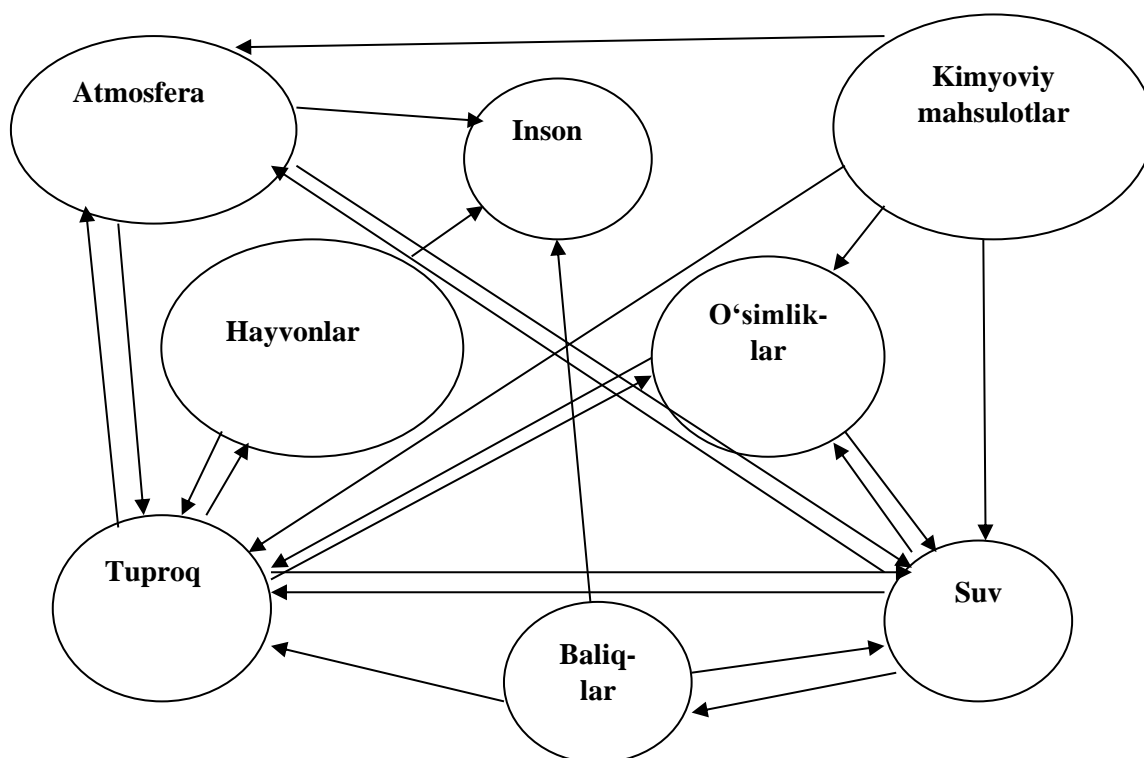 Atmosfera
Inson
Kimyoviy
mahsulotlar
Hayvonlar
O‘simlik-
lar
Tuproq
Suv
Baliq-
lar